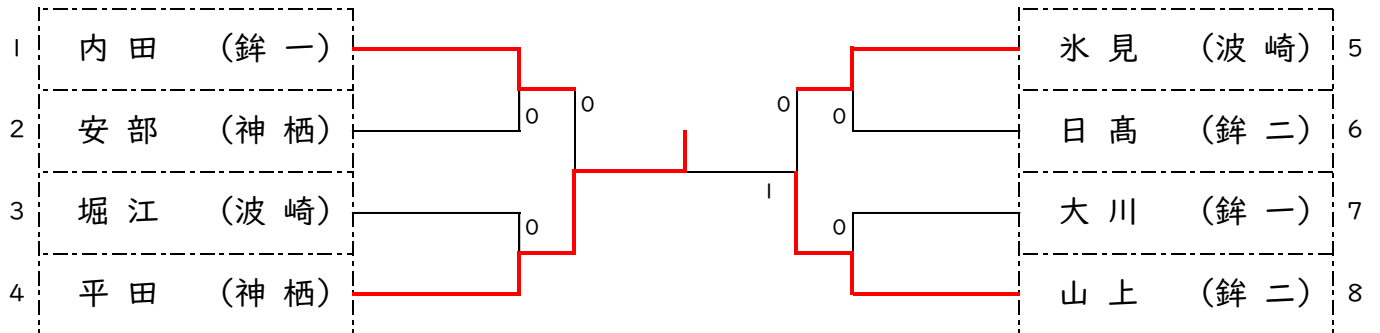 1 内田 (鉾一)
2 安部 (神栖)
3 堀江 (波崎)
4 平田 (神栖)
0
0
0
1
0
0
0
氷見 (波崎) 5
日髙 (鉾二) 6
大川 (鉾一) 7
山上 (鉾二) 8